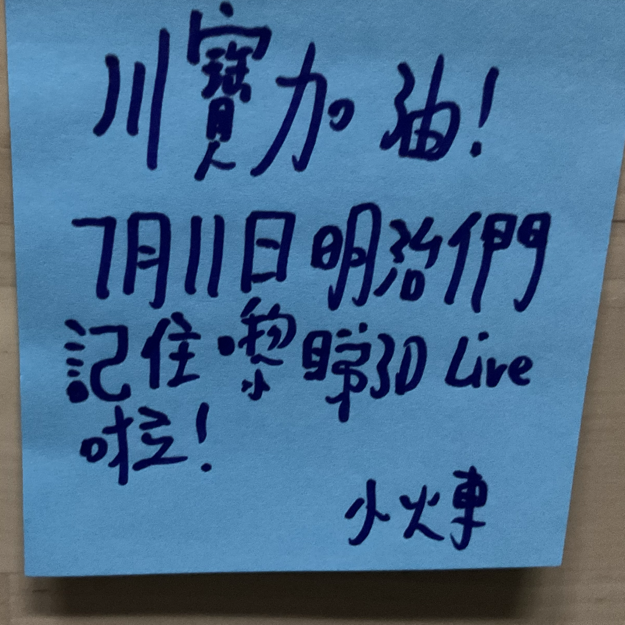 川寶加油!
7月11日明治們
記住嚟睇3D Live
啦!
小火車